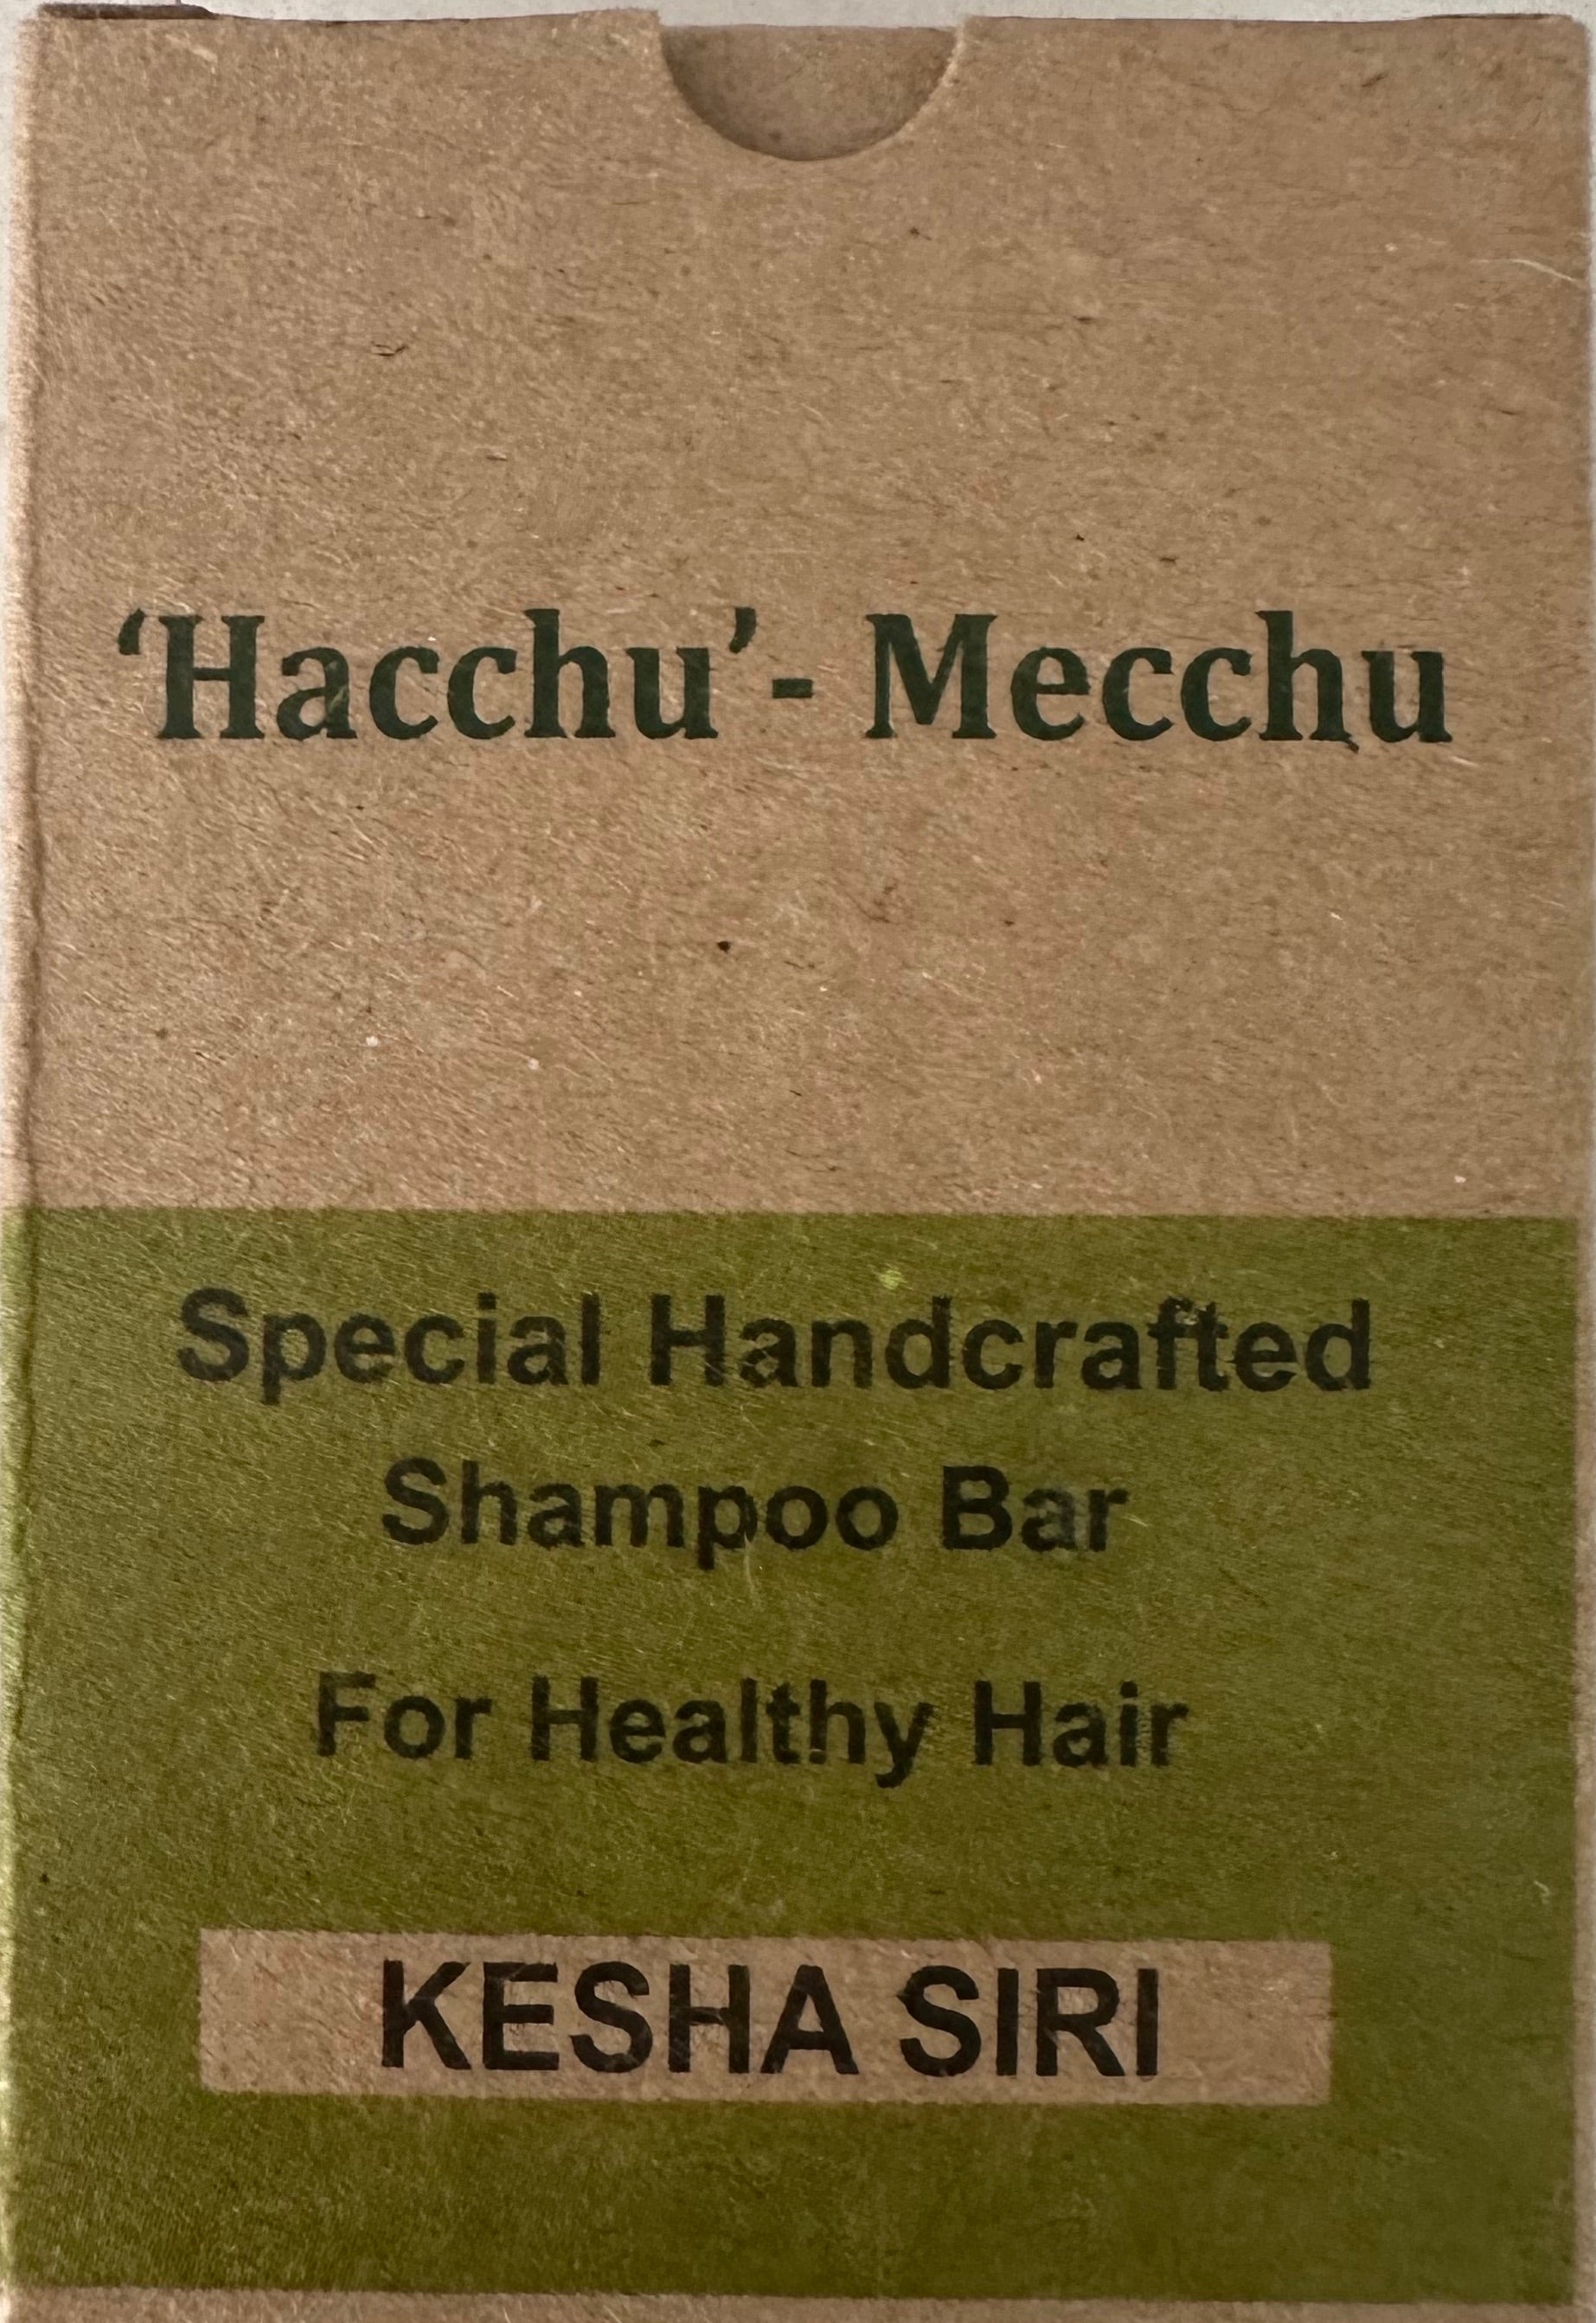 ‘Hacchu’- Mecchu
Special Handcrafted
Shampoo Bar
For Healthy Hair
KESHA SIRI